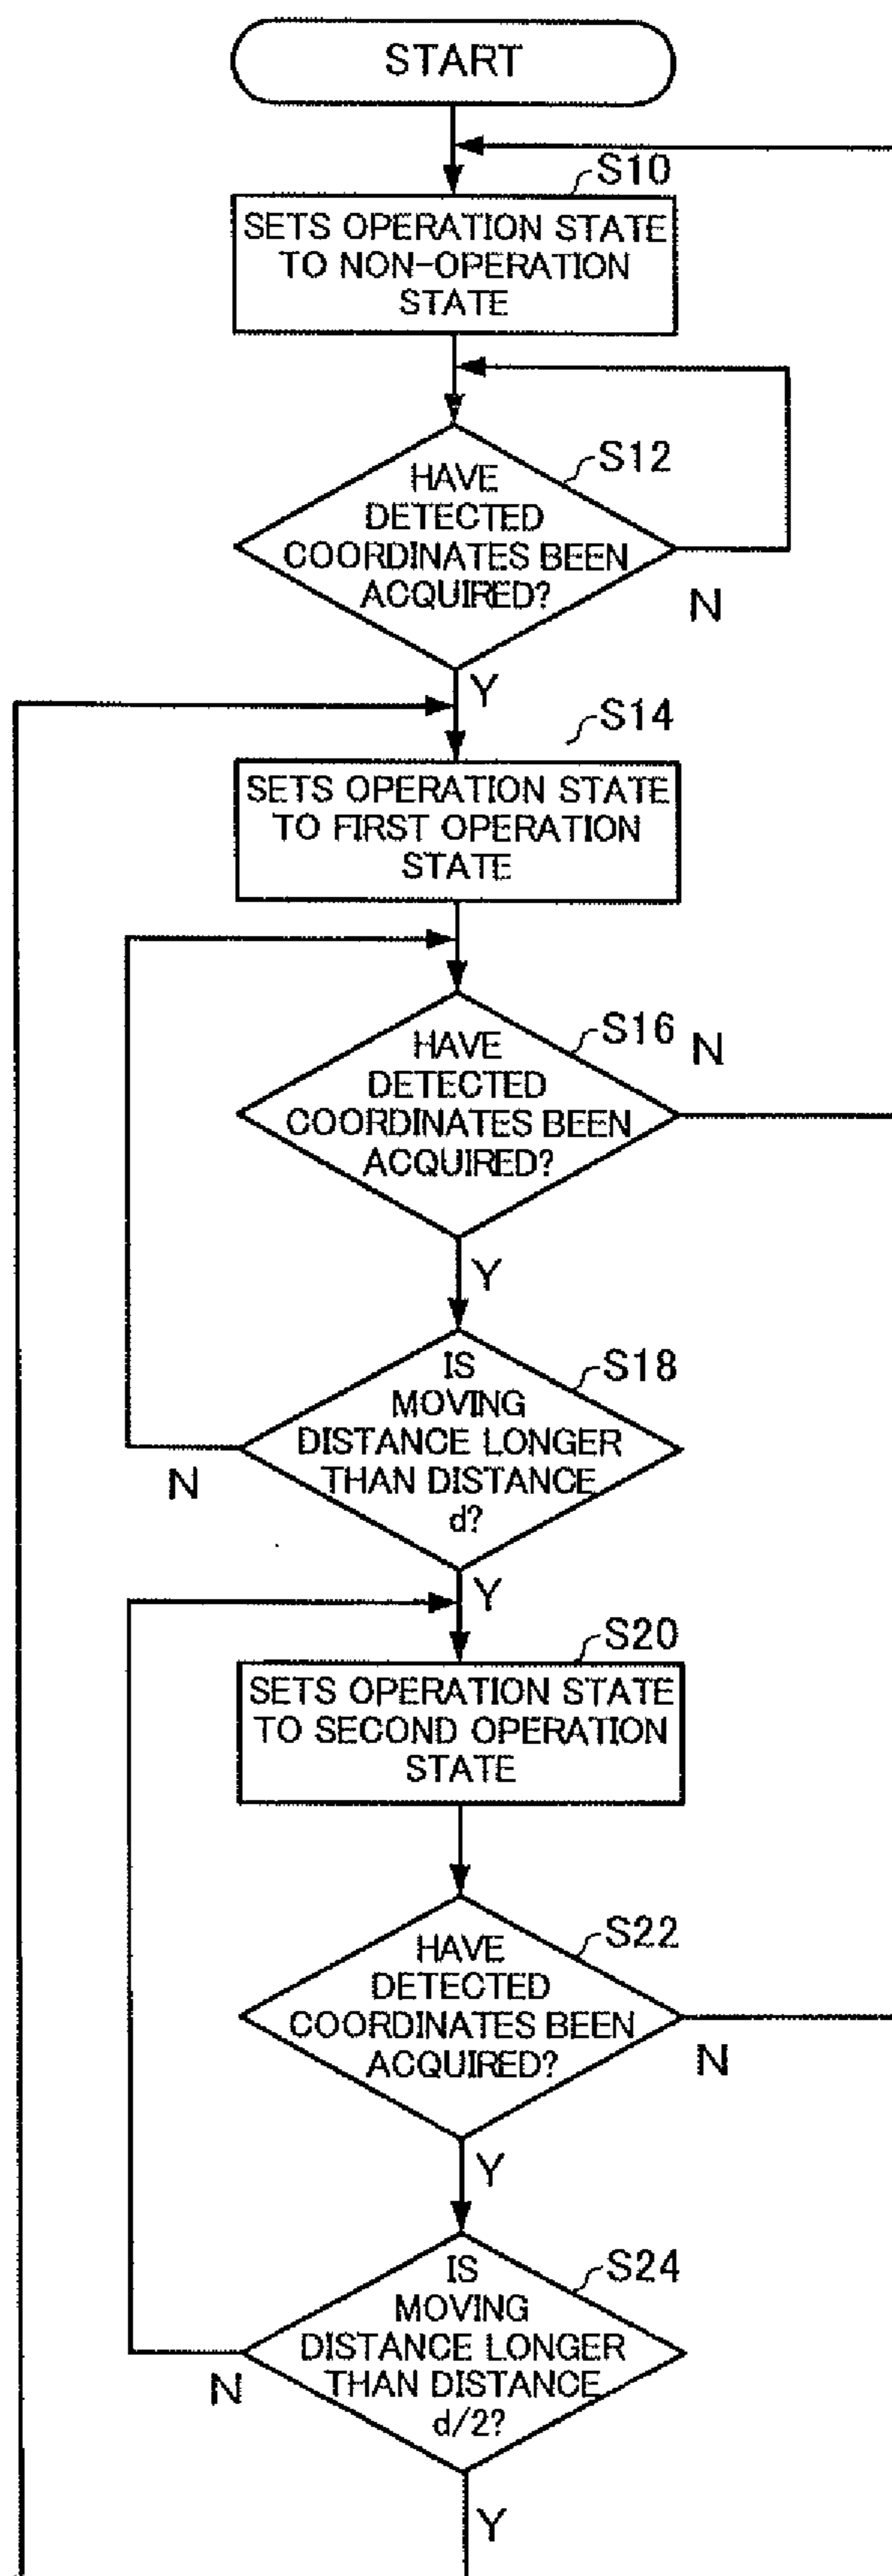 START
S10
SETS OPERATION STATE
TO NON-OPERATION
STATE
S12
HAVE
DETECTED
COORDINATES BEEN
ACQUIRED?
N
Y
S14
SETS OPERATION STATE
TO FIRST OPERATION
STATE
S16
N
HAVE
DETECTED
COORDINATES BEEN
ACQUIRED?
Y
S18
IS
MOVING
DISTANCE LONGER
THAN DISTANCE
d?
N
Y
S20
SETS OPERATION STATE
TO SECOND OPERATION
STATE
S22
HAVE
DETECTED
COORDINATES BEEN
ACQUIRED?
N
Y
S24
IS
MOVING
DISTANCE LONGER
THAN DISTANCE
d/2?
N
Y